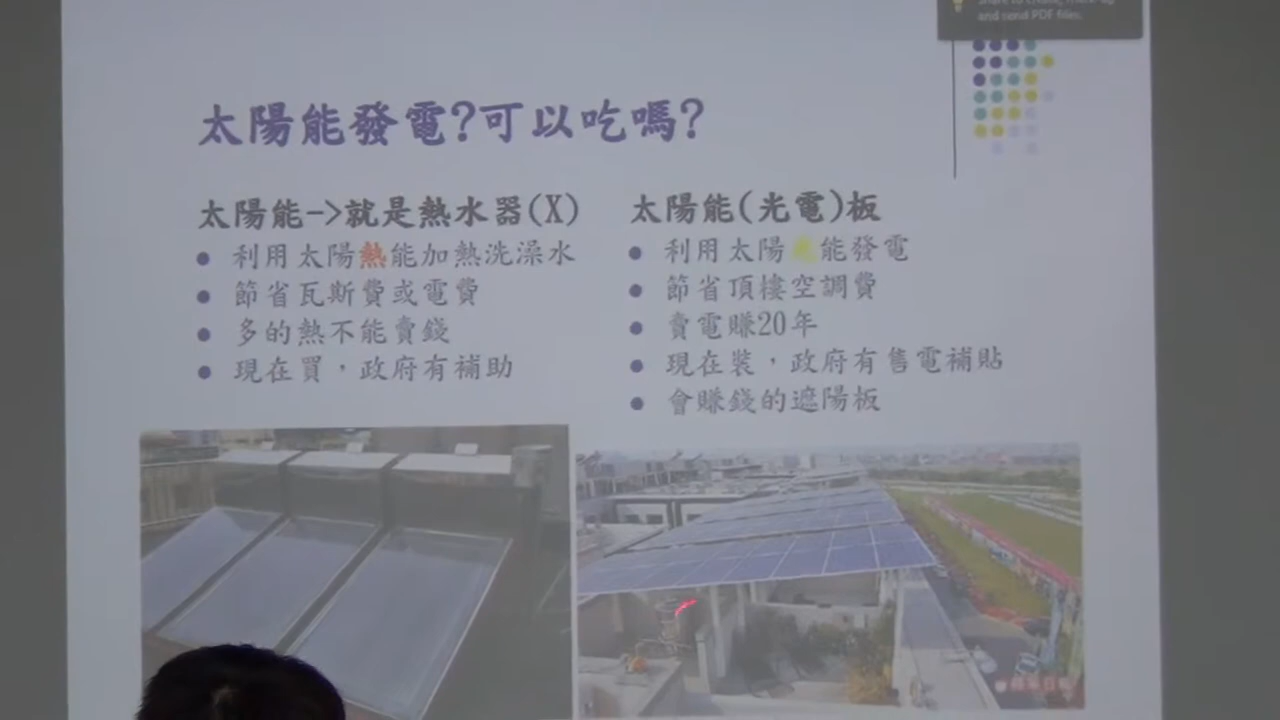 and send PDF files.
太陽能發電?可以吃嗎?
太陽能->就是熱水器(X)
利用太陽熱能加熱洗澡水
節省瓦斯費或電費
多的熱不能賣錢
現在買，政府有補助
太陽能(光電)板
利用太陽 能發電
節省頂樓空調費
賣電賺20年
現在裝，政府有售電補貼
會賺錢的遮陽板